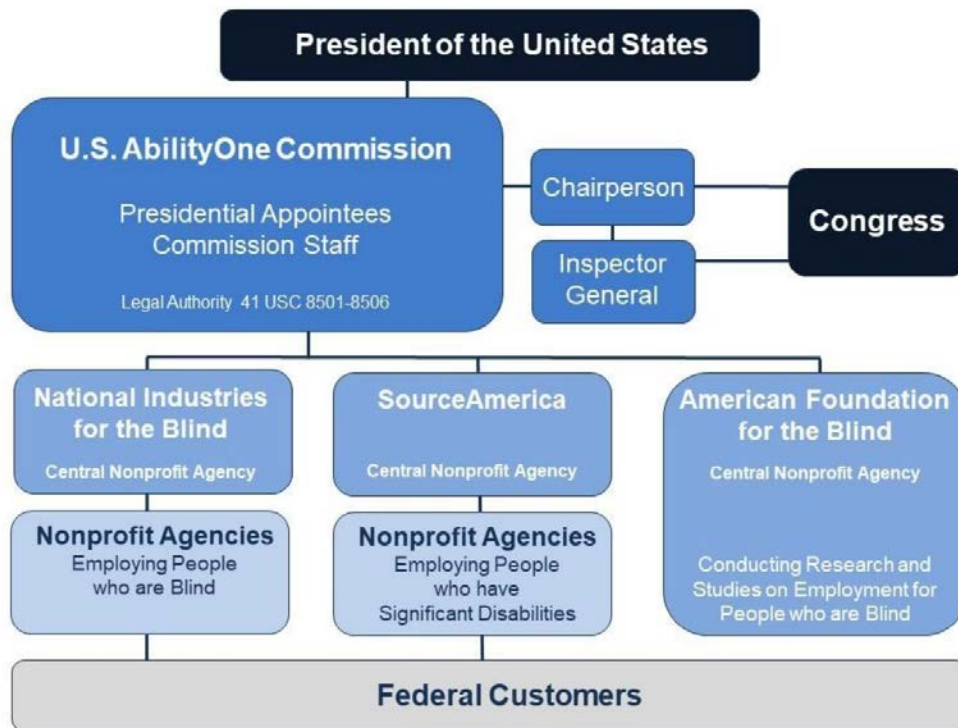 President of the United States
U.S. AbilityOne Commission
Presidential Appointees
Commission Staff
Legal Authority 41 USC 8501-8506
Chairperson
Inspector
General
Congress
National Industries
for the Blind
Central Nonprofit Agency
SourceAmerica
Central Nonprofit Agency
American Foundation
for the Blind
Central Nonprofit Agency
Conducting Research and
Studies on Employment for
People who are Blind
Nonprofit Agencies
Employing People
who are Blind
Nonprofit Agencies
Employing People
who have
Significant Disabilities
Federal Customers